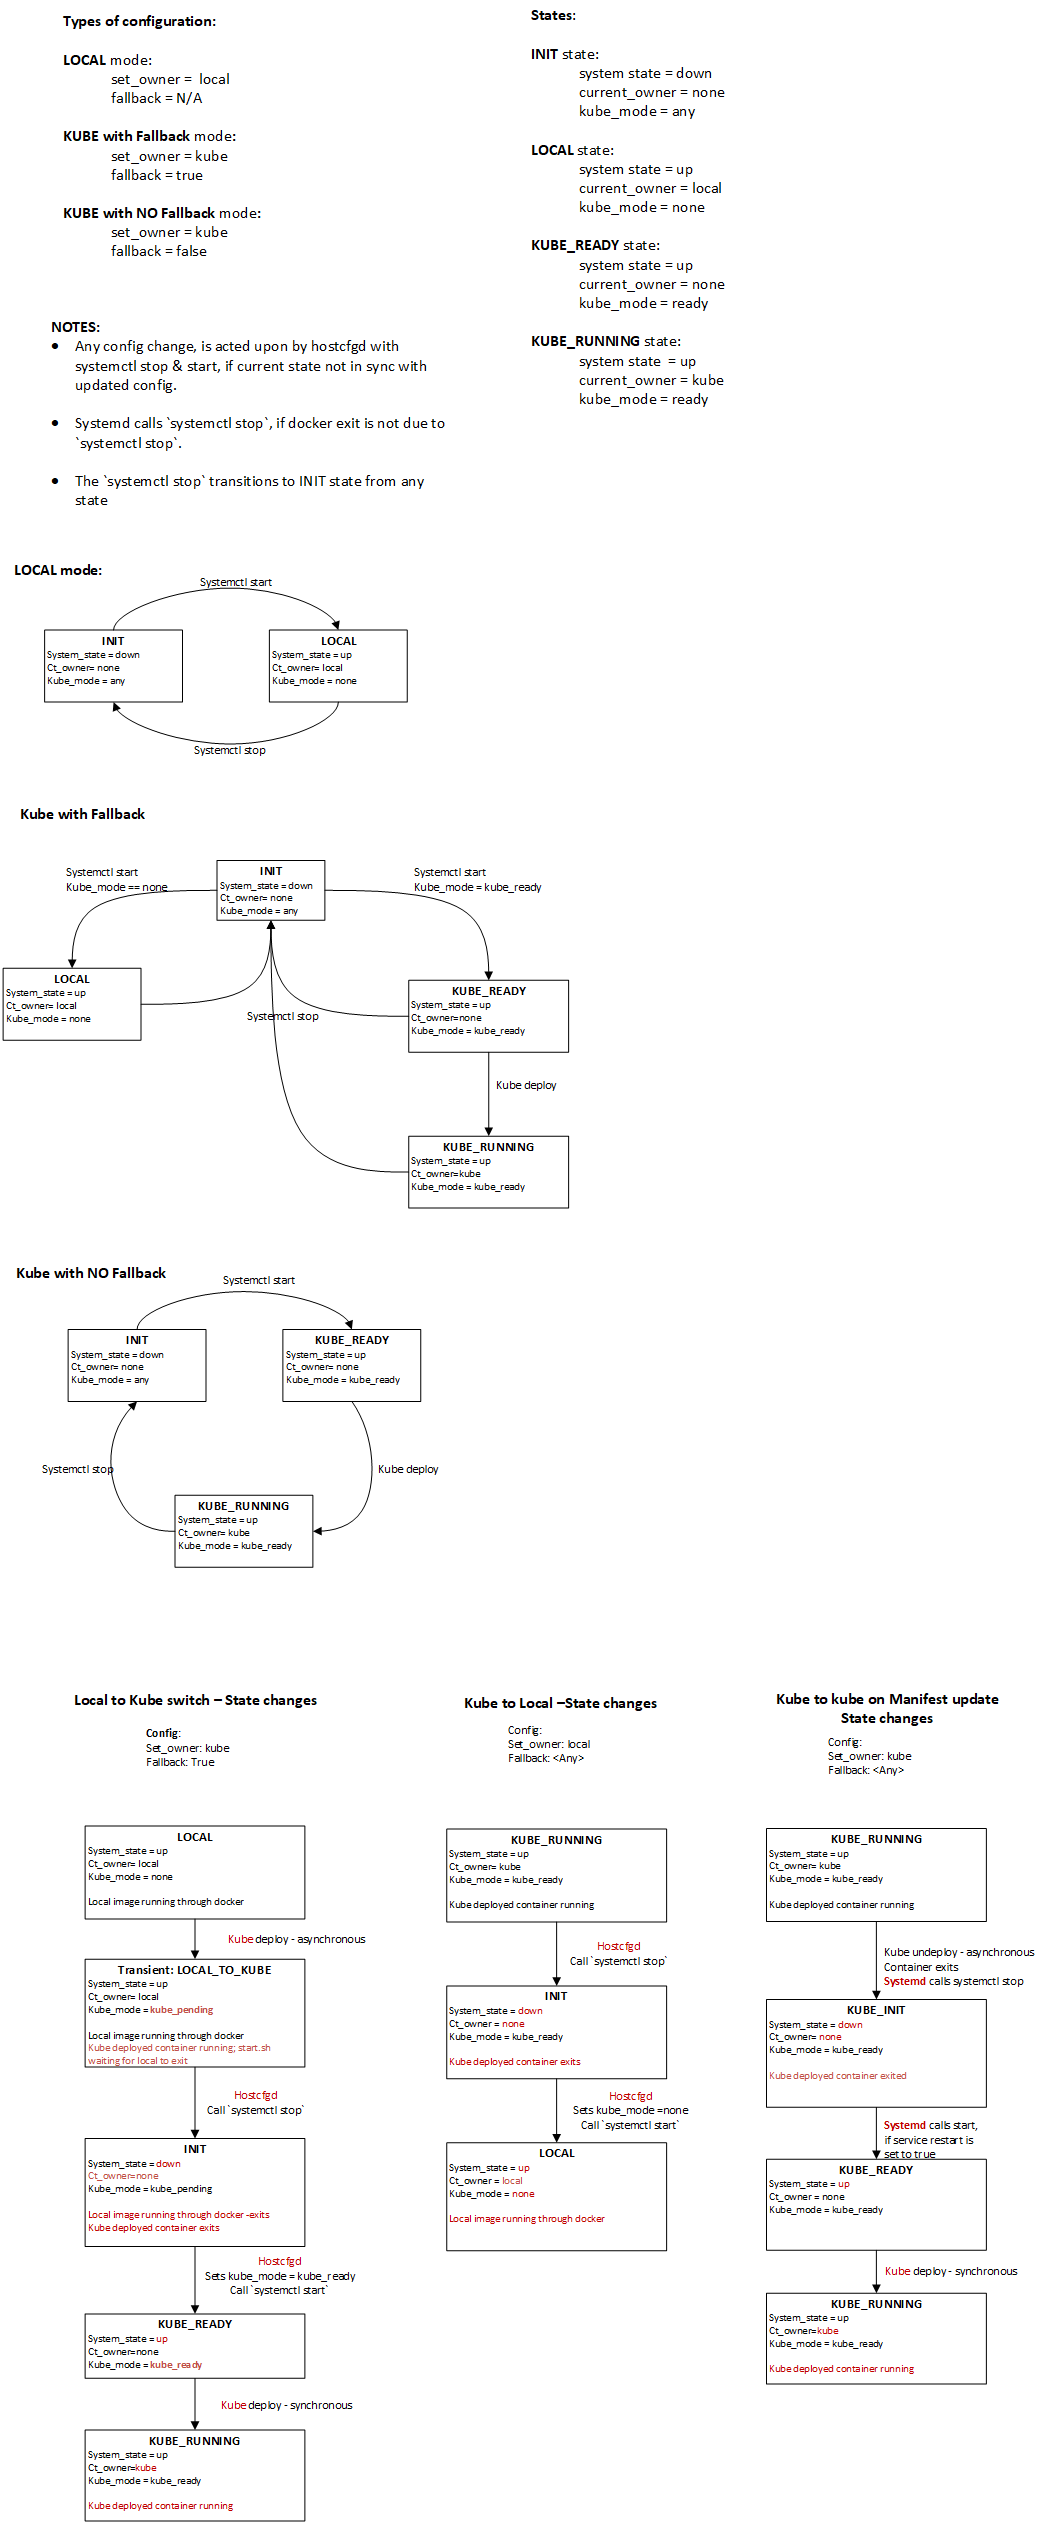 Types of configuration:
LOCAL mode:
set_owner = local
fallback = N/A
KUBE with Fallback mode:
set_owner = kube
fallback = true
KUBE with NO Fallback mode:
set_owner = kube
fallback = false
States:
INIT state:
system state = down
current_owner = none
kube_mode = any
LOCAL state:
system state = up
current_owner = local
kube_mode = none
KUBE_READY state:
system state = up
current_owner = none
kube_mode = ready
KUBE_RUNNING state:
system state = up
current_owner = kube
kube_mode = ready
NOTES:
• Any config change, is acted upon by hostcfgd with
systemctl stop & start, if current state not in sync with
updated config.
• Systemd calls `systemctl stop`, if docker exit is not due to
`systemctl stop`.
• The `systemctl stop` transitions to INIT state from any
state
LOCAL mode:
Systemctl start
INIT
System_state = down
Ct_owner= none
Kube_mode = any
LOCAL
System_state = up
Ct_owner= local
Kube_mode = none
Systemctl stop
Kube with Fallback
Systemctl start
Kube_mode == none
INIT
System_state = down
Ct_owner= none
Kube_mode = any
Systemctl start
Kube_mode = kube_ready
LOCAL
System_state = up
Ct_owner= local
Kube_mode = none
Systemctl stop
KUBE_READY
System_state = up
Ct_owner=none
Kube_mode = kube_ready
Kube deploy
KUBE_RUNNING
System_state = up
Ct_owner=kube
Kube_mode = kube_ready
Kube with NO Fallback
Systemctl start
INIT
System_state = down
Ct_owner= none
Kube_mode = any
KUBE_READY
System_state = up
Ct_owner= none
Kube_mode = kube_ready
Systemctl stop
Kube deploy
KUBE_RUNNING
System_state = up
Ct_owner= kube
Kube_mode = kube_ready
Local to Kube switch – State changes
Config:
Set_owner: kube
Fallback: True
LOCAL
System_state = up
Ct_owner= local
Kube_mode = none
Local image running through docker
Kube deploy - asynchronous
Transient: LOCAL_TO_KUBE
System_state = up
Ct_owner= local
Kube_mode = kube_pending
Local image running through docker
Kube deployed container running; start.sh
waiting for local to exit
Hostcfgd
Call `systemctl stop`
INIT
System_state = down
Ct_owner=none
Kube_mode = kube_pending
Local image running through docker -exits
Kube deployed container exits
Hostcfgd
Sets kube_mode = kube_ready
Call `systemctl start`
KUBE_READY
System_state = up
Ct_owner=none
Kube_mode = kube_ready
Kube deploy - synchronous
KUBE_RUNNING
System_state = up
Ct_owner=kube
Kube_mode = kube_ready
Kube deployed container running
Kube to Local –State changes
Config:
Set_owner: local
Fallback: <Any>
KUBE_RUNNING
System_state = up
Ct_owner= kube
Kube_mode = kube_ready
Kube deployed container running
Hostcfgd
Call `systemctl stop`
INIT
System_state = down
Ct_owner = none
Kube_mode = kube_ready
Kube deployed container exits
Hostcfgd
Sets kube_mode =none
Call `systemctl start`
LOCAL
System_state = up
Ct_owner = local
Kube_mode = none
Local image running through docker
Kube to kube on Manifest update
State changes
Config:
Set_owner: kube
Fallback: <Any>
KUBE_RUNNING
System_state = up
Ct_owner= kube
Kube_mode = kube_ready
Kube deployed container running
Kube undeploy - asynchronous
Container exits
Systemd calls systemctl stop
KUBE_INIT
System_state = down
Ct_owner= none
Kube_mode = kube_ready
Kube deployed container exited
Systemd calls start,
if service restart is
set to true
KUBE_READY
System_state = up
Ct_owner = none
Kube_mode = kube_ready
Kube deploy - synchronous
KUBE_RUNNING
System_state = up
Ct_owner=kube
Kube_mode = kube_ready
Kube deployed container running